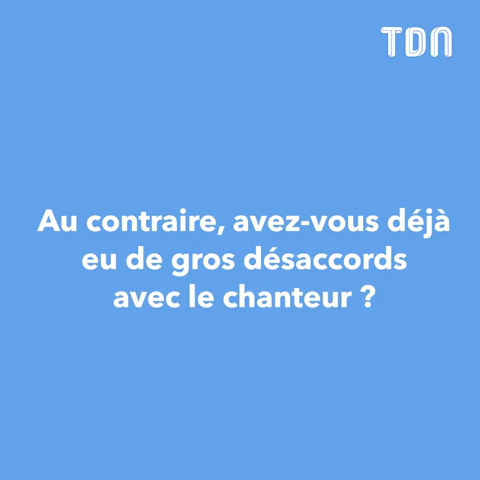 TDN
Au contraire, avez-vous déjà
eu de gros désaccords
avec le chanteur ?